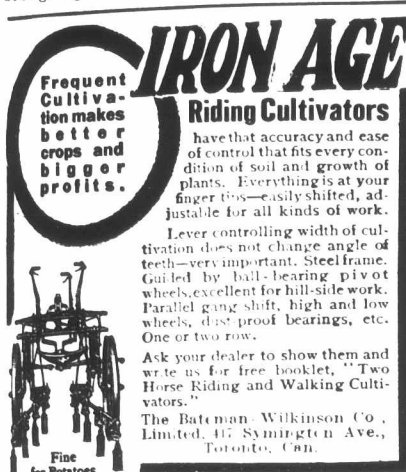 IRON AGE
Frequent
Cultiva-
tion makes
better
crops and
bigger
profits.
Riding Cultivators
have that accuracy and ease
of control that fits every con-
dition of soil and growth of
plants. Everything is at your
finger tips—easily shifted, ad-
justable for all kinds of work.
Lever controlling width of cul-
tivation does not change angle of
teeth—very important. Steel frame.
Guided by ball-bearing pivot
wheels, excellent for hill-side work.
Parallel gang shift, high and low
wheels, dust-proof bearings, etc.
One or two row.
Ask your dealer to show them and
write us for free booklet, "Two
Horse Riding and Walking Culti-
vators."
The Bateman-Wilkinson Co.,
Limited, 417 Symington Ave.,
Toronto, Can.
Fine
for Potatoes